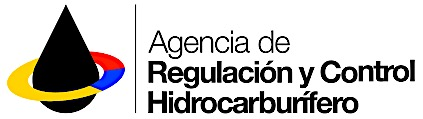 Agencia de
Regulación y Control
Hidrocarburífero